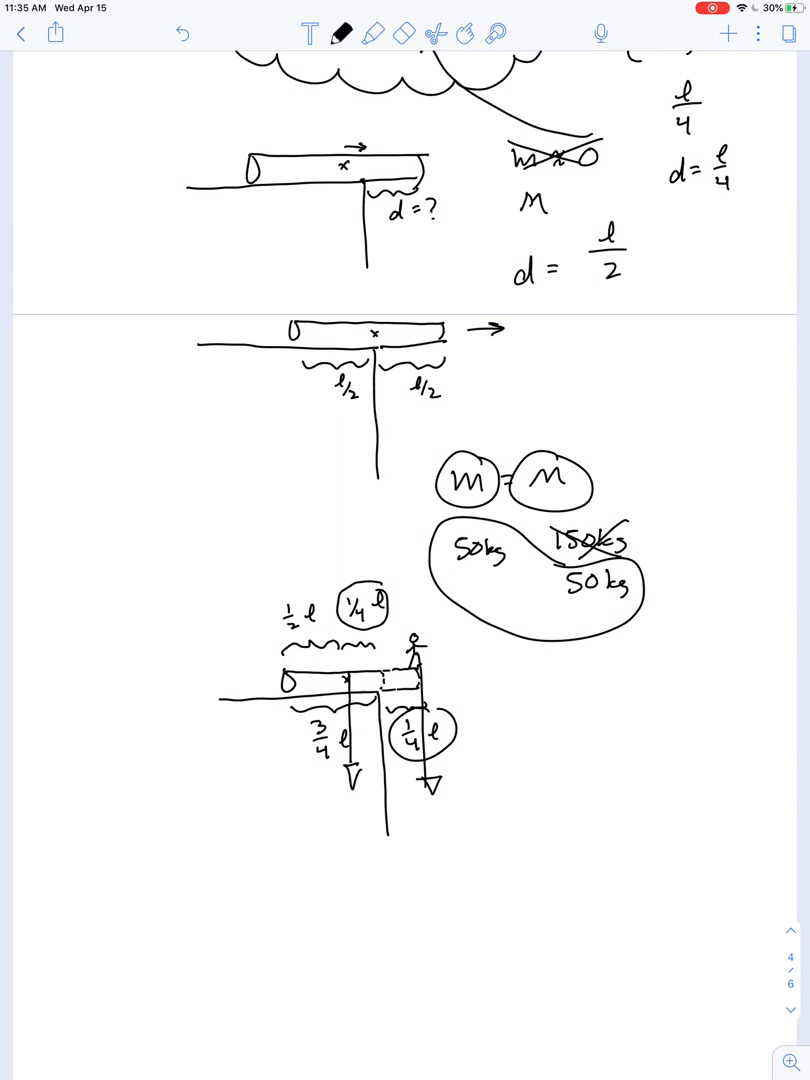 11:35 AM Wed Apr 15
30%
T
l/4
m ≈ 0
d = l/4
M
d = ?
d = l/2
l/2 l/2
m = M
50kg 150kg
50kg
1/2 l 1/4 l
3/4 l 1/4 l
4
/
6